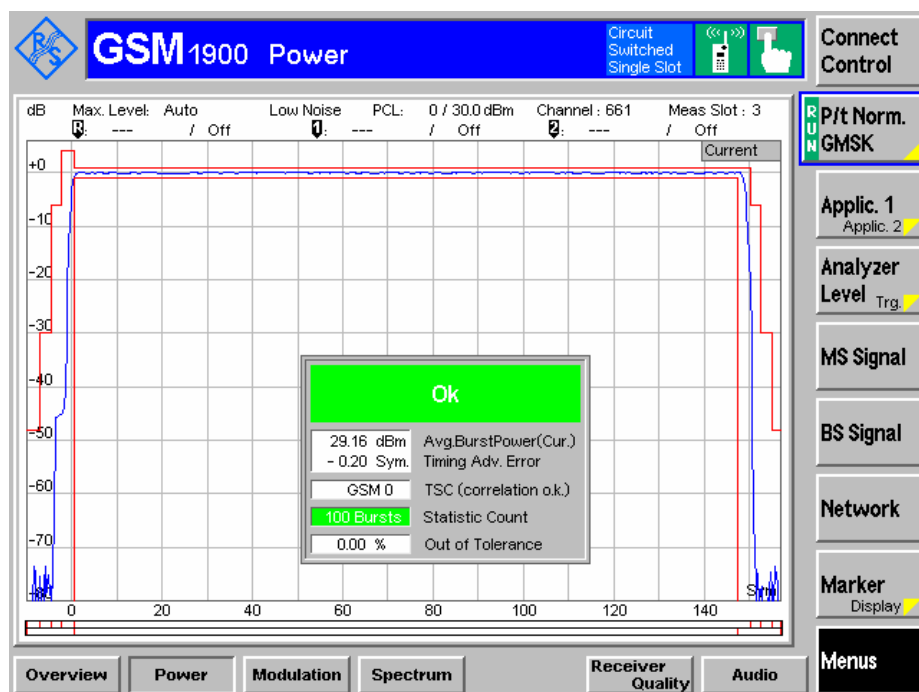 R S
GSM 1900 Power
Circuit
Switched
Single Slot
Connect
Control
dB Max. Level: Auto Low Noise PCL: 0 / 30.0 dBm Channel : 661 Meas Slot : 3
R: --- / Off 1: --- / Off 2: --- / Off
Current
RUN
P/t Norm.
GMSK
Applic. 1
Applic. 2
Analyzer
Level Trg.
MS Signal
BS Signal
Network
Marker
Display
Menus
+0
-10
-20
-30
-40
-50
-60
-70
Ok
29.16 dBm Avg.BurstPower(Cur.)
- 0.20 Sym. Timing Adv. Error
GSM 0 TSC (correlation o.k.)
100 Bursts Statistic Count
0.00 % Out of Tolerance
0 20 40 60 80 100 120 140
Overview Power Modulation Spectrum Receiver Quality Audio